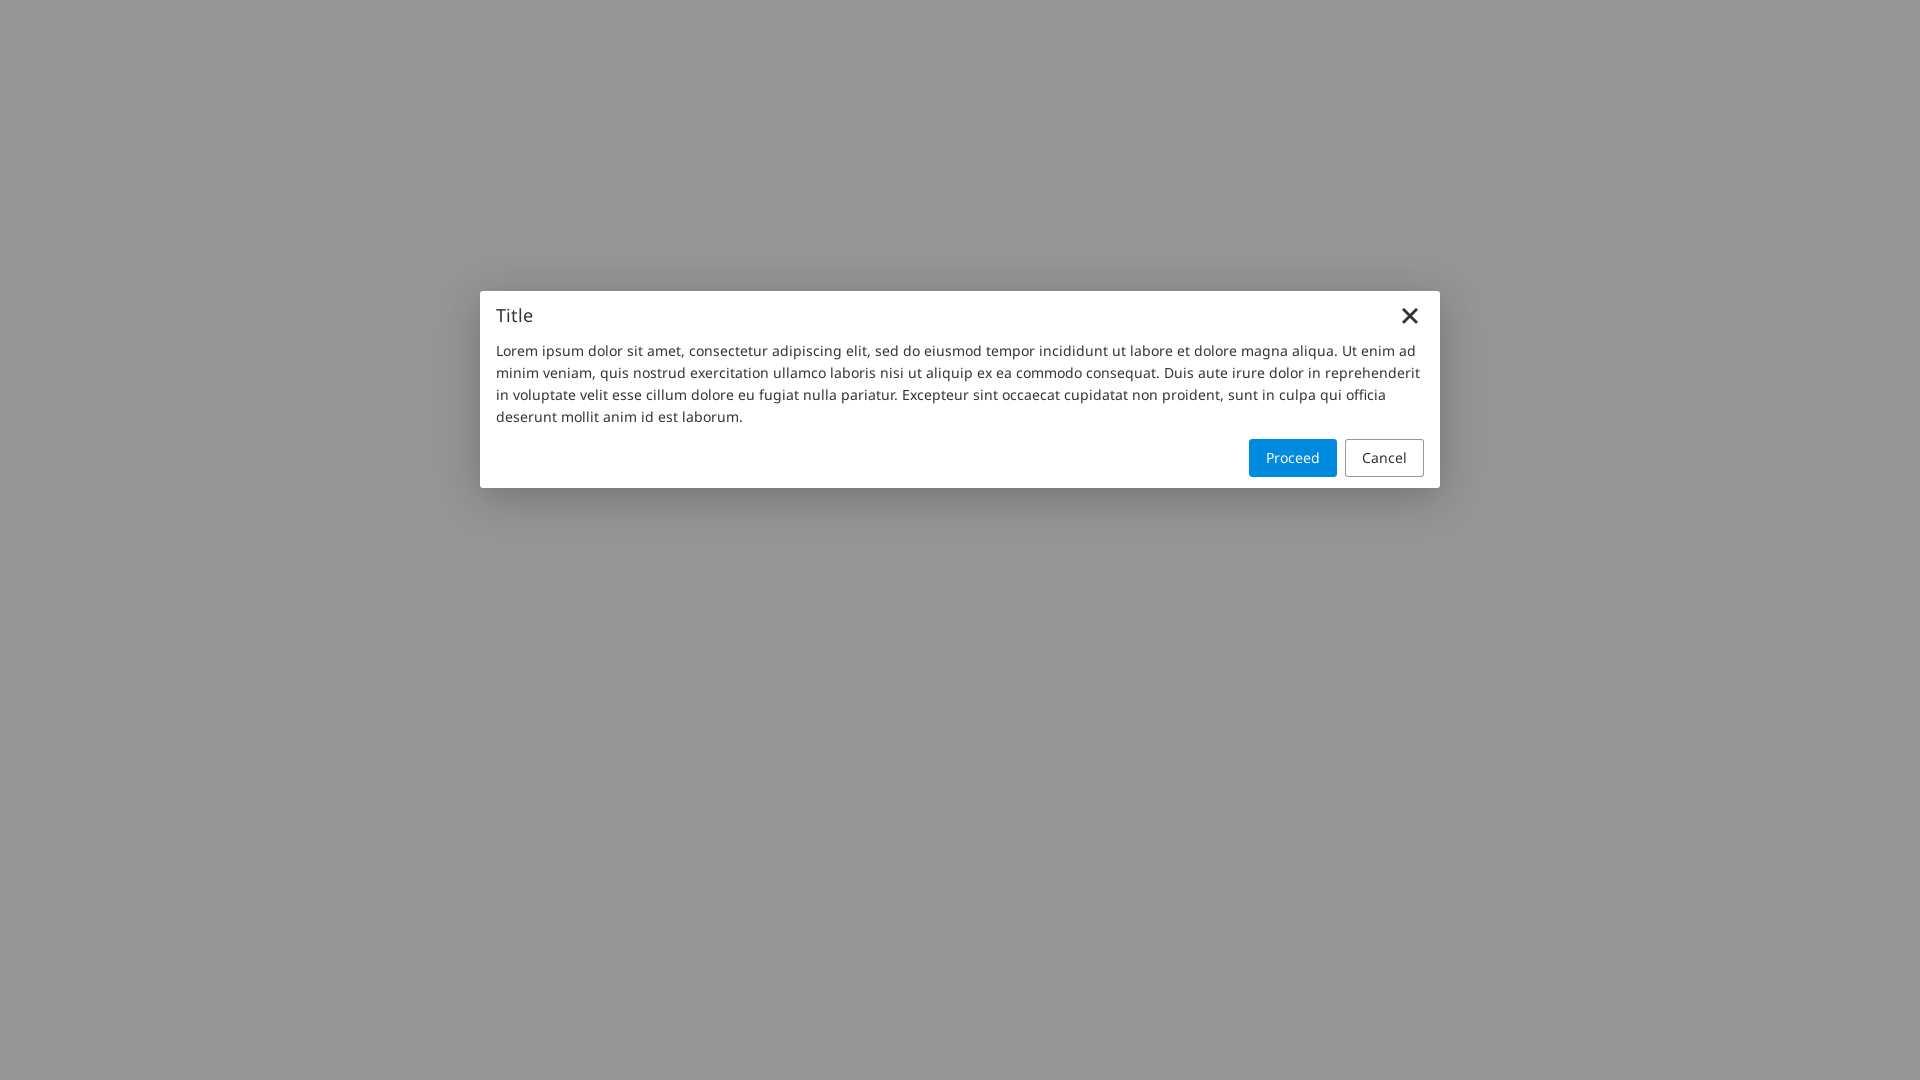 Title
Lorem ipsum dolor sit amet, consectetur adipiscing elit, sed do eiusmod tempor incididunt ut labore et dolore magna aliqua. Ut enim ad
minim veniam, quis nostrud exercitation ullamco laboris nisi ut aliquip ex ea commodo consequat. Duis aute irure dolor in reprehenderit
in voluptate velit esse cillum dolore eu fugiat nulla pariatur. Excepteur sint occaecat cupidatat non proident, sunt in culpa qui officia
deserunt mollit anim id est laborum.
Proceed
Cancel